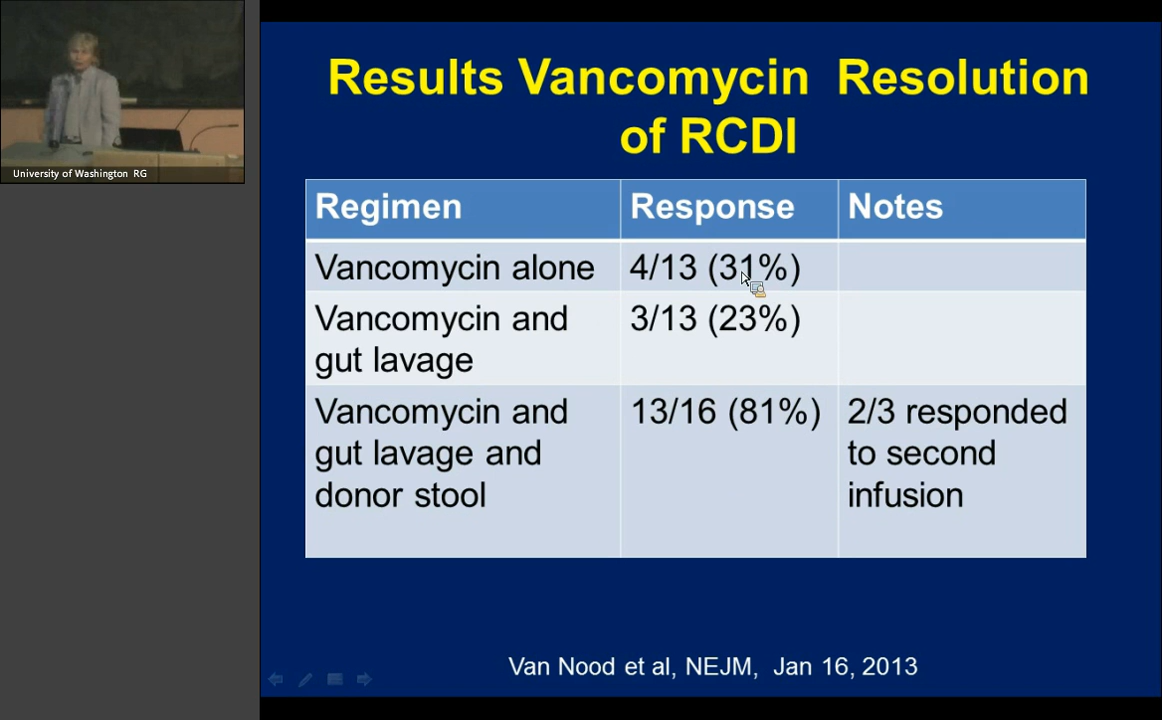 University of Washington RG
Results Vancomycin Resolution
of RCDI
Regimen Response Notes
Vancomycin alone 4/13 (31%)
Vancomycin and 3/13 (23%)
gut lavage
Vancomycin and 13/16 (81%) 2/3 responded
gut lavage and to second
donor stool infusion
Van Nood et al, NEJM, Jan 16, 2013